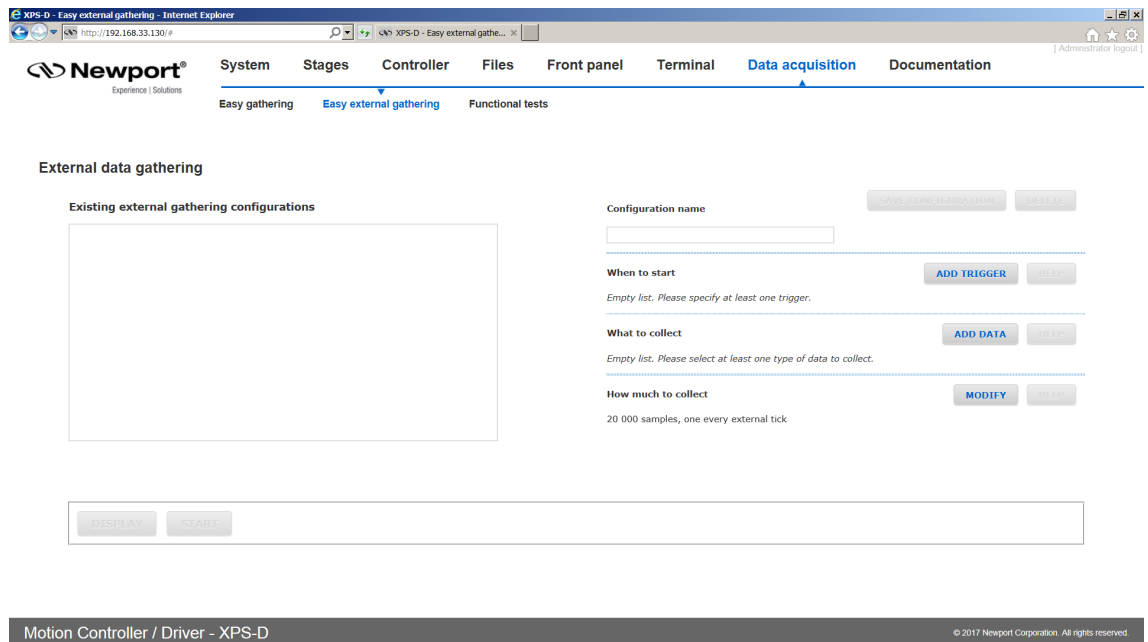 XPS-D - Easy external gathering - Internet Explorer
http://192.168.33.130/#
XPS-D - Easy external gathe...
| Administrator logout |
Newport®
Experience | Solutions
System Stages Controller Files Front panel Terminal Data acquisition Documentation
Easy gathering Easy external gathering Functional tests
External data gathering
Existing external gathering configurations
SAVE CONFIGURATION DELETE
Configuration name
When to start ADD TRIGGER HELP
Empty list. Please specify at least one trigger.
What to collect ADD DATA HELP
Empty list. Please select at least one type of data to collect.
How much to collect MODIFY HELP
20 000 samples, one every external tick
DISPLAY START
Motion Controller / Driver - XPS-D
© 2017 Newport Corporation. All rights reserved.